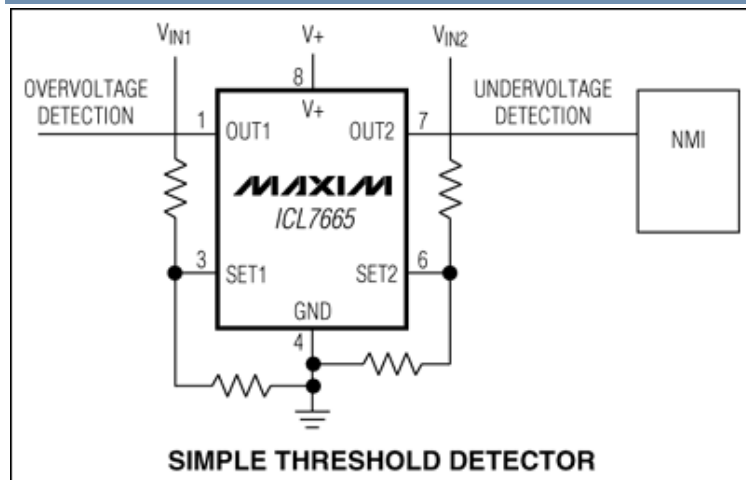 VIN1
V+
VIN2
OVERVOLTAGE
DETECTION
UNDERVOLTAGE
DETECTION
8
V+
1
OUT1
OUT2
7
NMI
MAXIM
ICL7665
3
SET1
SET2
6
GND
4
SIMPLE THRESHOLD DETECTOR